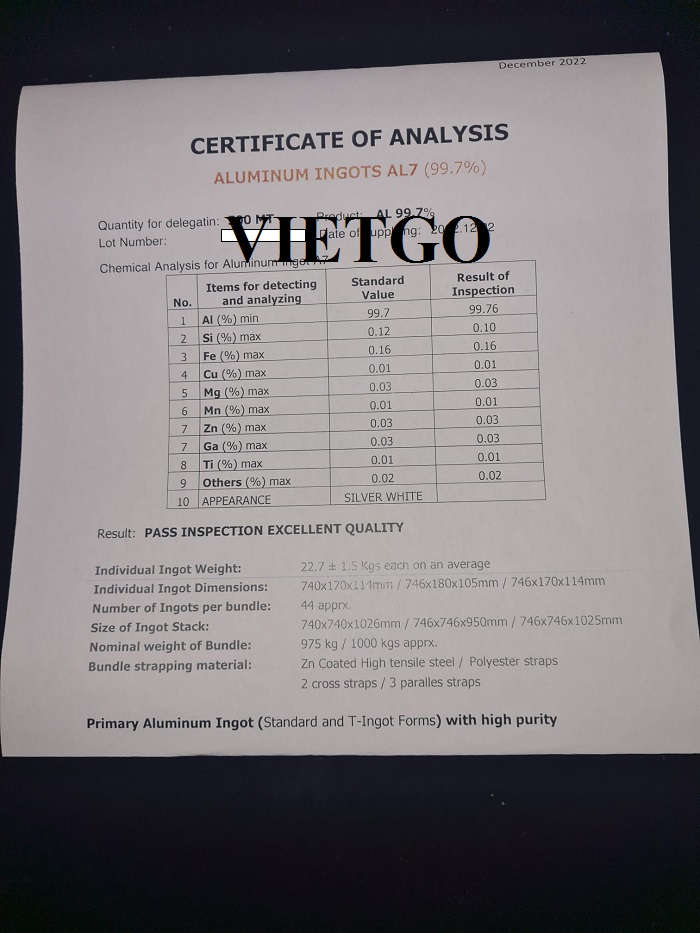 December 2022
CERTIFICATE OF ANALYSIS
ALUMINUM INGOTS AL7 (99.7%)
Quantity for delegatin: 00 MT Product: AL 99.7%
Lot Number: Date of
VIETGO
Chemical Analysis for Aluminum Ingot A7
No. Items for detecting and analyzing Standard Value Result of Inspection
1 Al (%) min 99.7 99.76
2 Si (%) max 0.12 0.10
3 Fe (%) max 0.16 0.16
4 Cu (%) max 0.01 0.01
5 Mg (%) max 0.03 0.03
6 Mn (%) max 0.01 0.01
7 Zn (%) max 0.03 0.03
7 Ga (%) max 0.03 0.03
8 Ti (%) max 0.01 0.01
9 Others (%) max 0.02 0.02
10 APPEARANCE SILVER WHITE
Result: PASS INSPECTION EXCELLENT QUALITY
Individual Ingot Weight: 22.7 ± 1.5 Kgs each on an average
Individual Ingot Dimensions: 740x170x114mm / 746x180x105mm / 746x170x114mm
Number of Ingots per bundle: 44 apprx.
Size of Ingot Stack: 740x740x1026mm / 746x746x950mm / 746x746x1025mm
Nominal weight of Bundle: 975 kg / 1000 kgs apprx.
Bundle strapping material: Zn Coated High tensile steel / Polyester straps
2 cross straps / 3 paralles straps
Primary Aluminum Ingot (Standard and T-Ingot Forms) with high purity